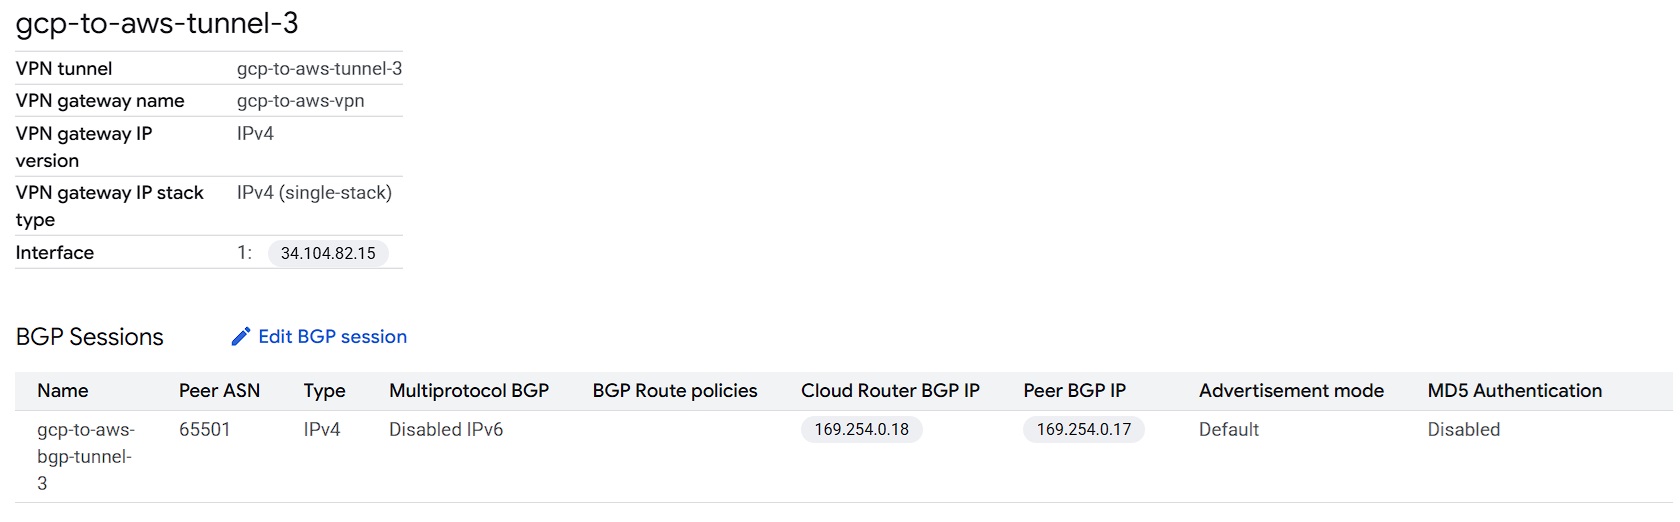 gcp-to-aws-tunnel-3
VPN tunnel gcp-to-aws-tunnel-3
VPN gateway name gcp-to-aws-vpn
VPN gateway IP version IPv4
VPN gateway IP stack type IPv4 (single-stack)
Interface 1: 34.104.82.15
BGP Sessions Edit BGP session
Name Peer ASN Type Multiprotocol BGP BGP Route policies Cloud Router BGP IP Peer BGP IP Advertisement mode MD5 Authentication
gcp-to-aws- 65501 IPv4 Disabled IPv6 169.254.0.18 169.254.0.17 Default Disabled
bgp-tunnel-
3